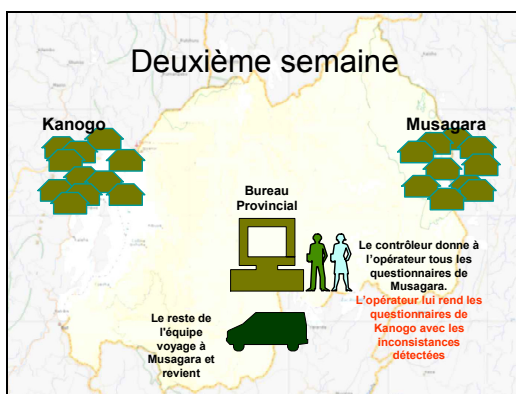 Deuxième semaine
Kanogo
Musagara
Bureau
Provincial
Le contrôleur donne à
l'opérateur tous les
questionnaires de
Musagara.
L'opérateur lui rend les
questionnaires de
Kanogo avec les
inconsistances
détectées
Le reste de
l'équipe
voyage à
Musagara et
revient